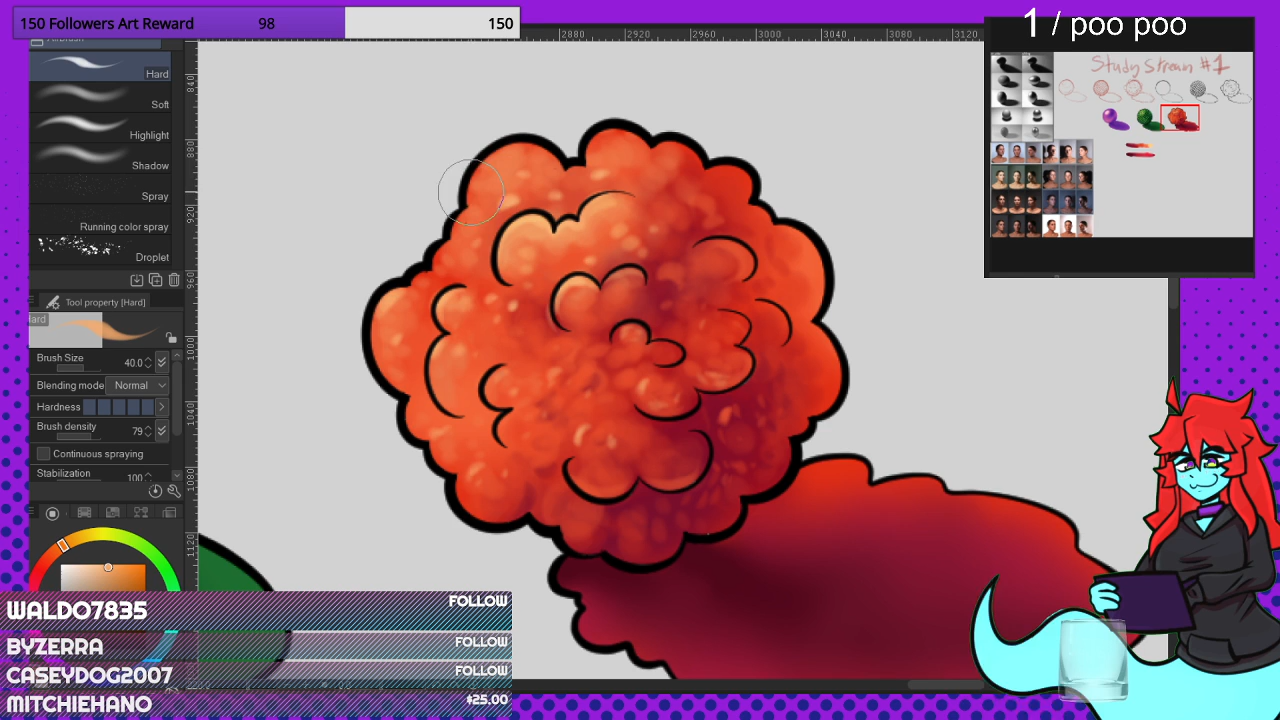 150 Followers Art Reward 98 150
1 / poo poo
Study Stream #1
2880 2920 2960 3000 3040 3080 3120
Hard
Soft
Highlight
Shadow
Spray
Running color spray
Droplet
Tool property [Hard]
Brush Size 40.0
Blending mode Normal
Hardness
Brush density 79
Continuous spraying
Stabilization 100
840
880
920
960
1000
1040
1080
1120
WALDO7835 FOLLOW
BYZERRA FOLLOW
CASEYDOG2007 FOLLOW
MITCHIEHANO $25.00